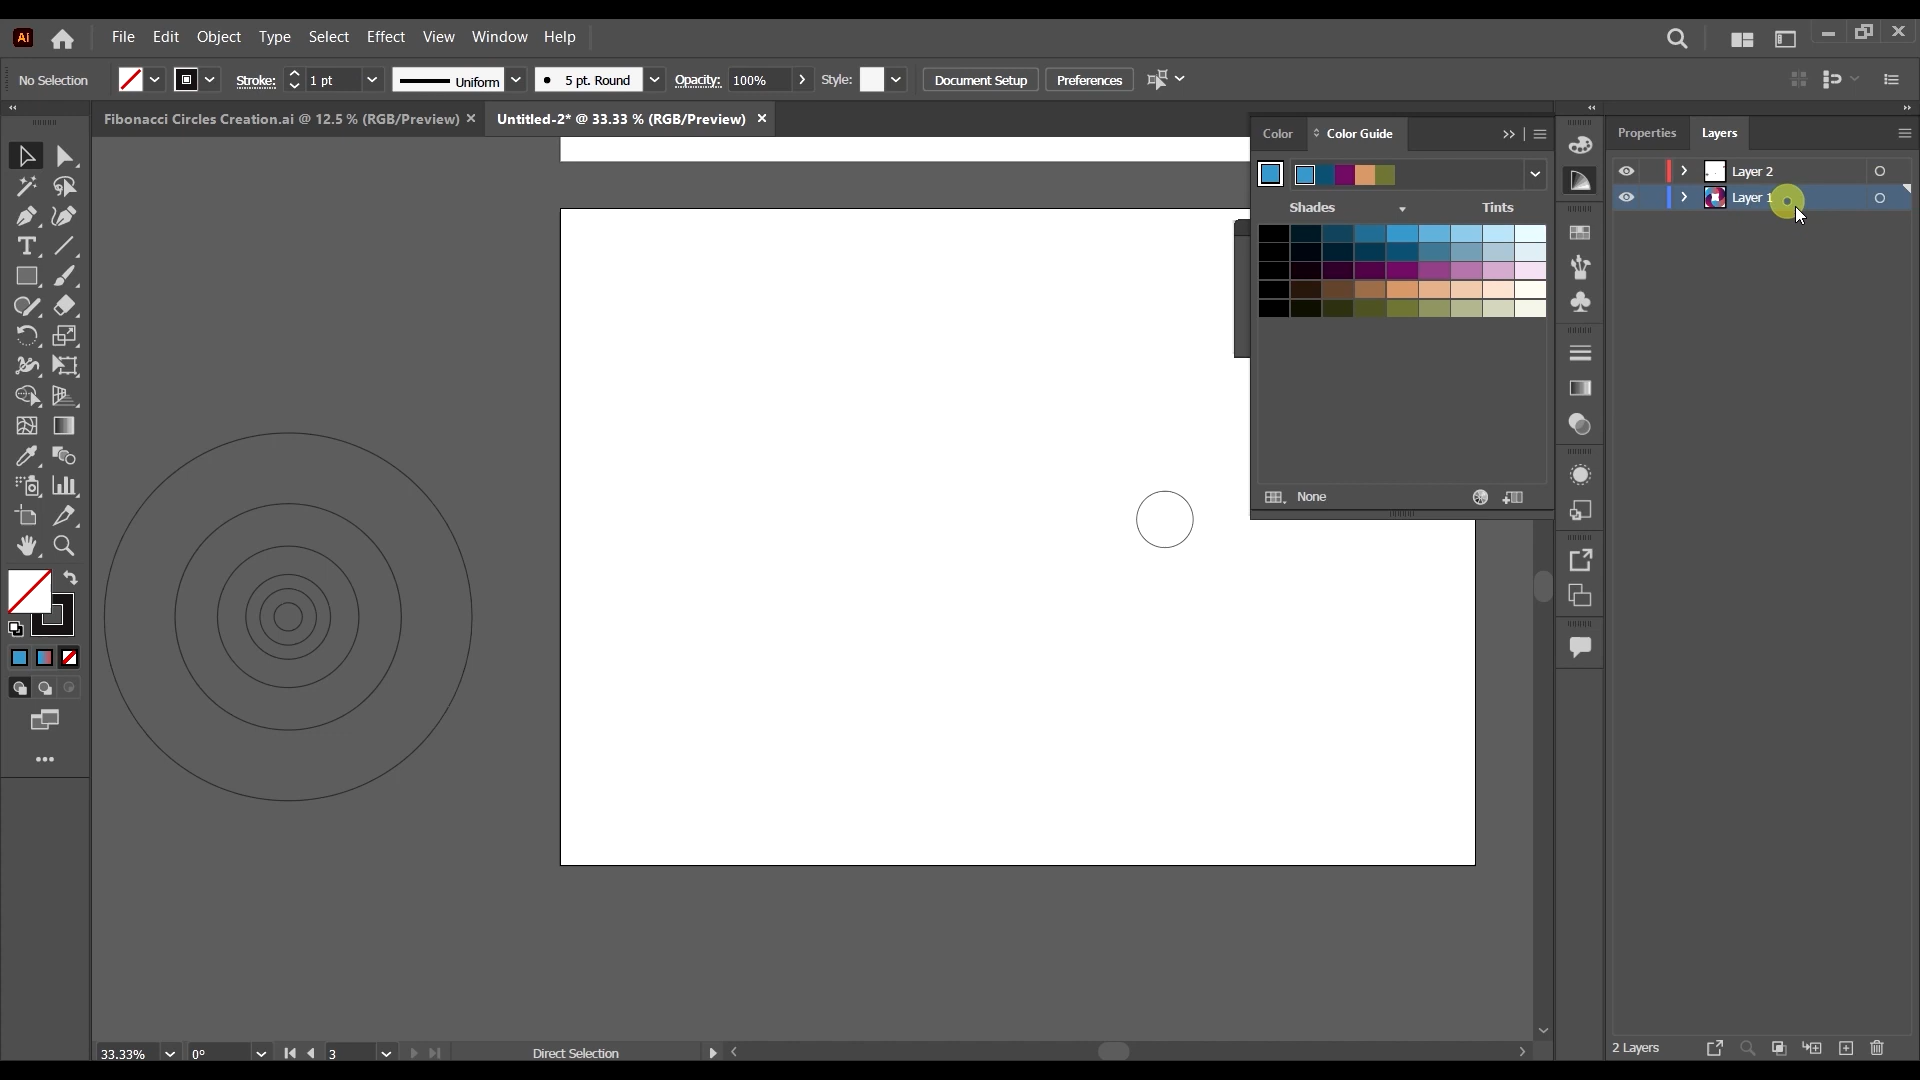 Ai File Edit Object Type Select Effect View Window Help
No Selection Stroke: 1 pt Uniform 5 pt. Round Opacity: 100% Style: Document Setup Preferences
Fibonacci Circles Creation.ai @ 12.5 % (RGB/Preview) Untitled-2* @ 33.33 % (RGB/Preview)
Color Color Guide
Properties Layers
Layer 2
Layer 1
Shades Tints
None
33.33% 0° 3 Direct Selection
2 Layers